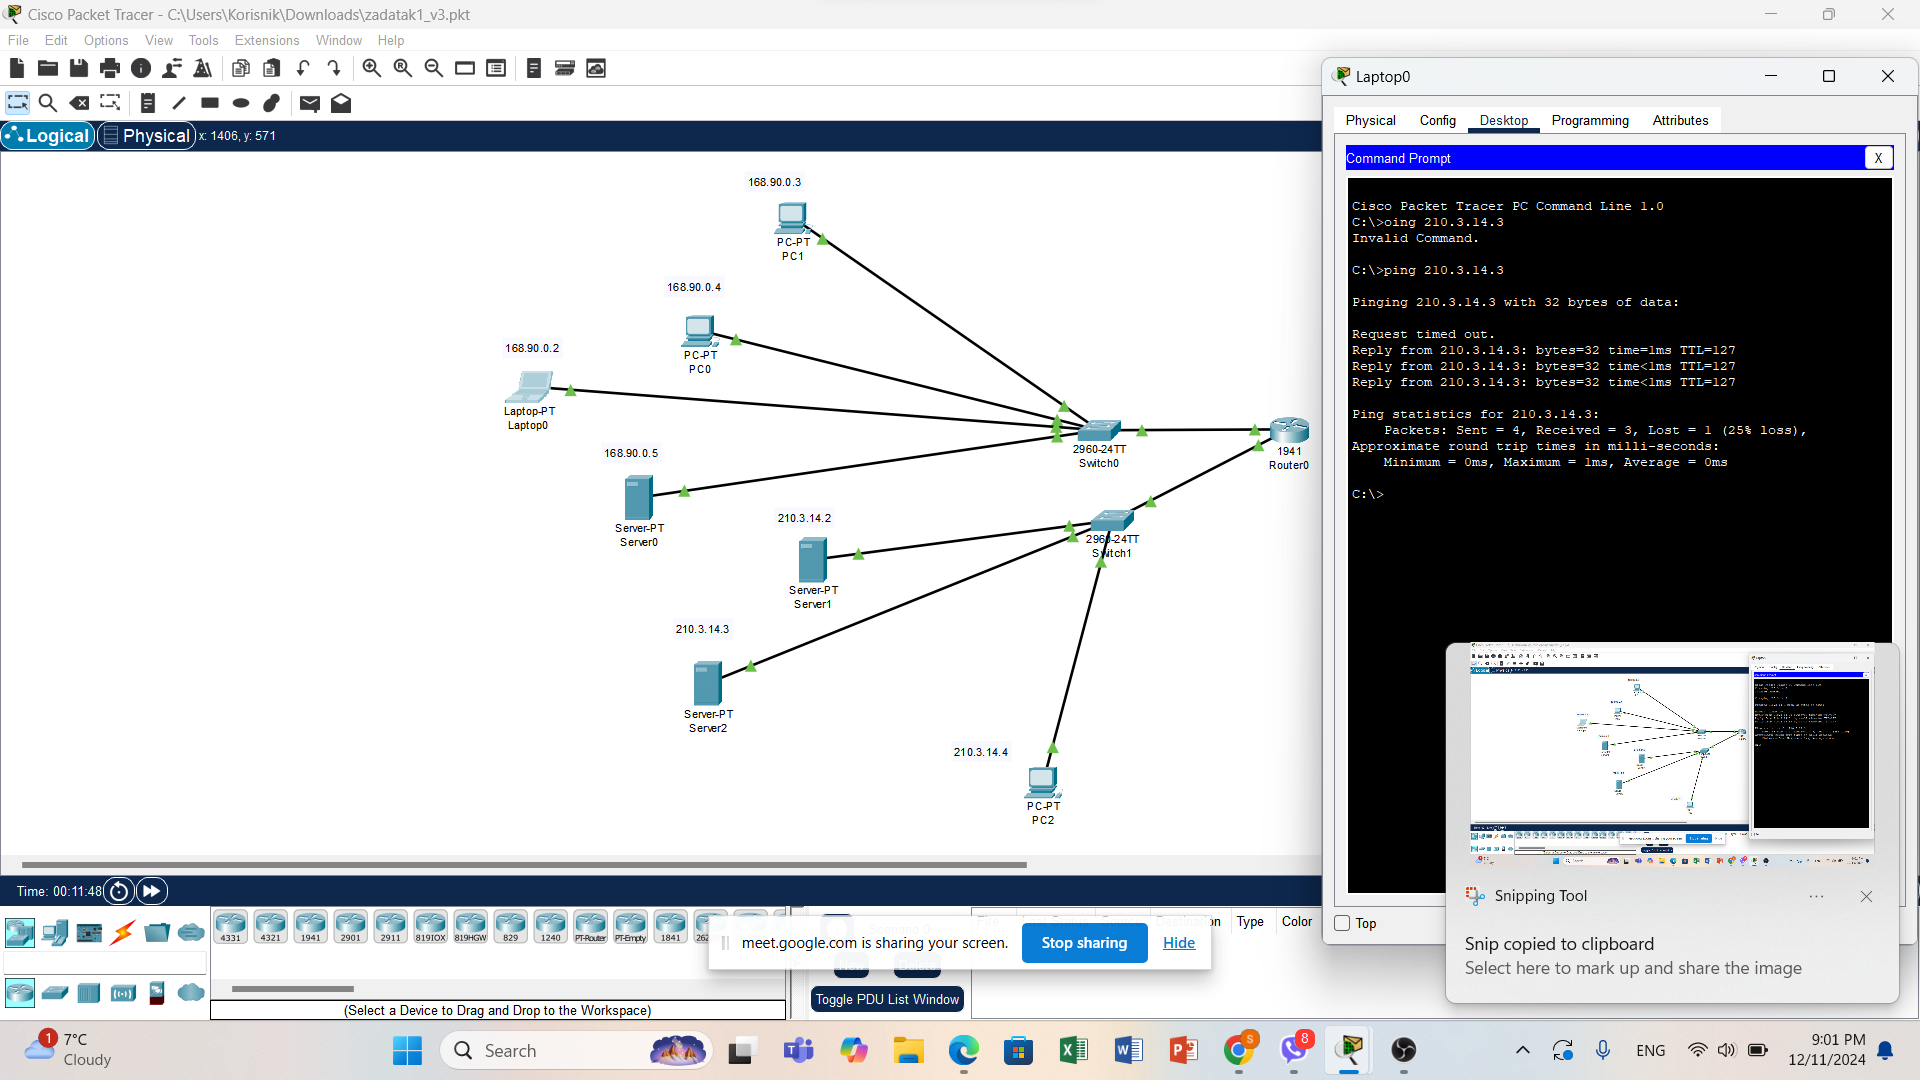 Cisco Packet Tracer - C:\Users\Korisnik\Downloads\zadatak1_v3.pkt
File Edit Options View Tools Extensions Window Help
Logical Physical x: 1406, y: 571
168.90.0.3
PC-PT
PC1
168.90.0.4
PC-PT
PC0
168.90.0.2
Laptop-PT
Laptop0
168.90.0.5
Server-PT
Server0
2960-24TT
Switch0
1941
Router0
210.3.14.2
Server-PT
Server1
2960-24TT
Switch1
210.3.14.3
Server-PT
Server2
210.3.14.4
PC-PT
PC2
Laptop0
Physical Config Desktop Programming Attributes
Command Prompt X
Cisco Packet Tracer PC Command Line 1.0
C:\>oing 210.3.14.3
Invalid Command.
C:\>ping 210.3.14.3
Pinging 210.3.14.3 with 32 bytes of data:
Request timed out.
Reply from 210.3.14.3: bytes=32 time=1ms TTL=127
Reply from 210.3.14.3: bytes=32 time<1ms TTL=127
Reply from 210.3.14.3: bytes=32 time<1ms TTL=127
Ping statistics for 210.3.14.3:
Packets: Sent = 4, Received = 3, Lost = 1 (25% loss),
Approximate round trip times in milli-seconds:
Minimum = 0ms, Maximum = 1ms, Average = 0ms
C:\>
Top
Time: 00:11:48
4331 4321 1941 2901 2911 819IOX 819HGW 829 1240 PT-Router PT-Empty 1841
Type Color
(Select a Device to Drag and Drop to the Workspace)
meet.google.com is sharing your screen. Stop sharing Hide
Toggle PDU List Window
Snipping Tool
Snip copied to clipboard
Select here to mark up and share the image
1
7°C
Cloudy
Search
S
8
ENG
9:01 PM
12/11/2024